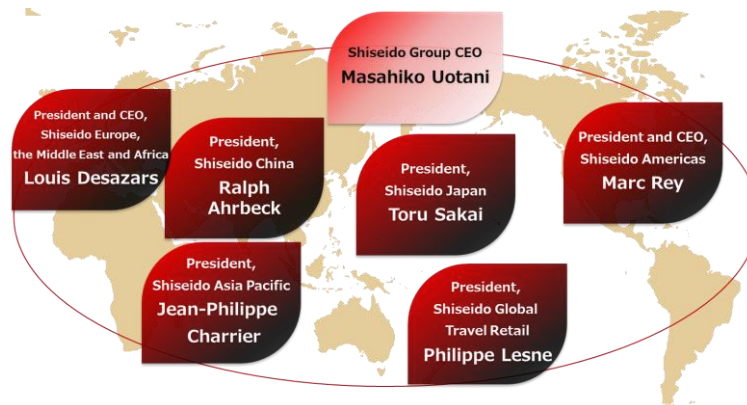 Shiseido Group CEO
Masahiko Uotani
President and CEO,
Shiseido Europe,
the Middle East and Africa
Louis Desazars
President,
Shiseido China
Ralph
Ahrbeck
President,
Shiseido Japan
Toru Sakai
President and CEO,
Shiseido Americas
Marc Rey
President,
Shiseido Asia Pacific
Jean-Philippe
Charrier
President,
Shiseido Global
Travel Retail
Philippe Lesne